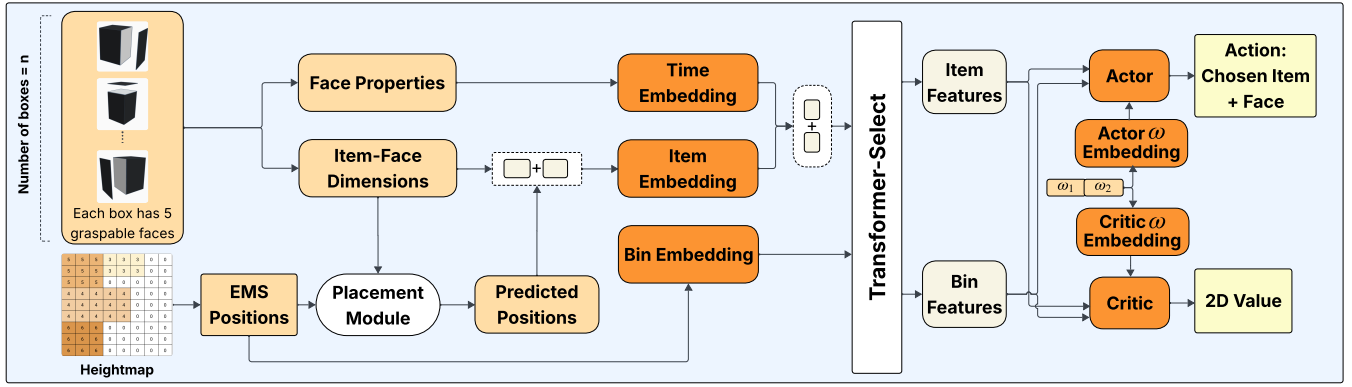 Number of boxes = n
Each box has 5
graspable faces
Heightmap
Face Properties
Item-Face
Dimensions
EMS
Positions
Placement
Module
+
Predicted
Positions
Time
Embedding
Item
Embedding
Bin Embedding
+
Transformer-Select
Item
Features
Bin
Features
Actor
Actor ω
Embedding
ω₁ ω₂
Critic ω
Embedding
Critic
Action:
Chosen Item
+ Face
2D Value